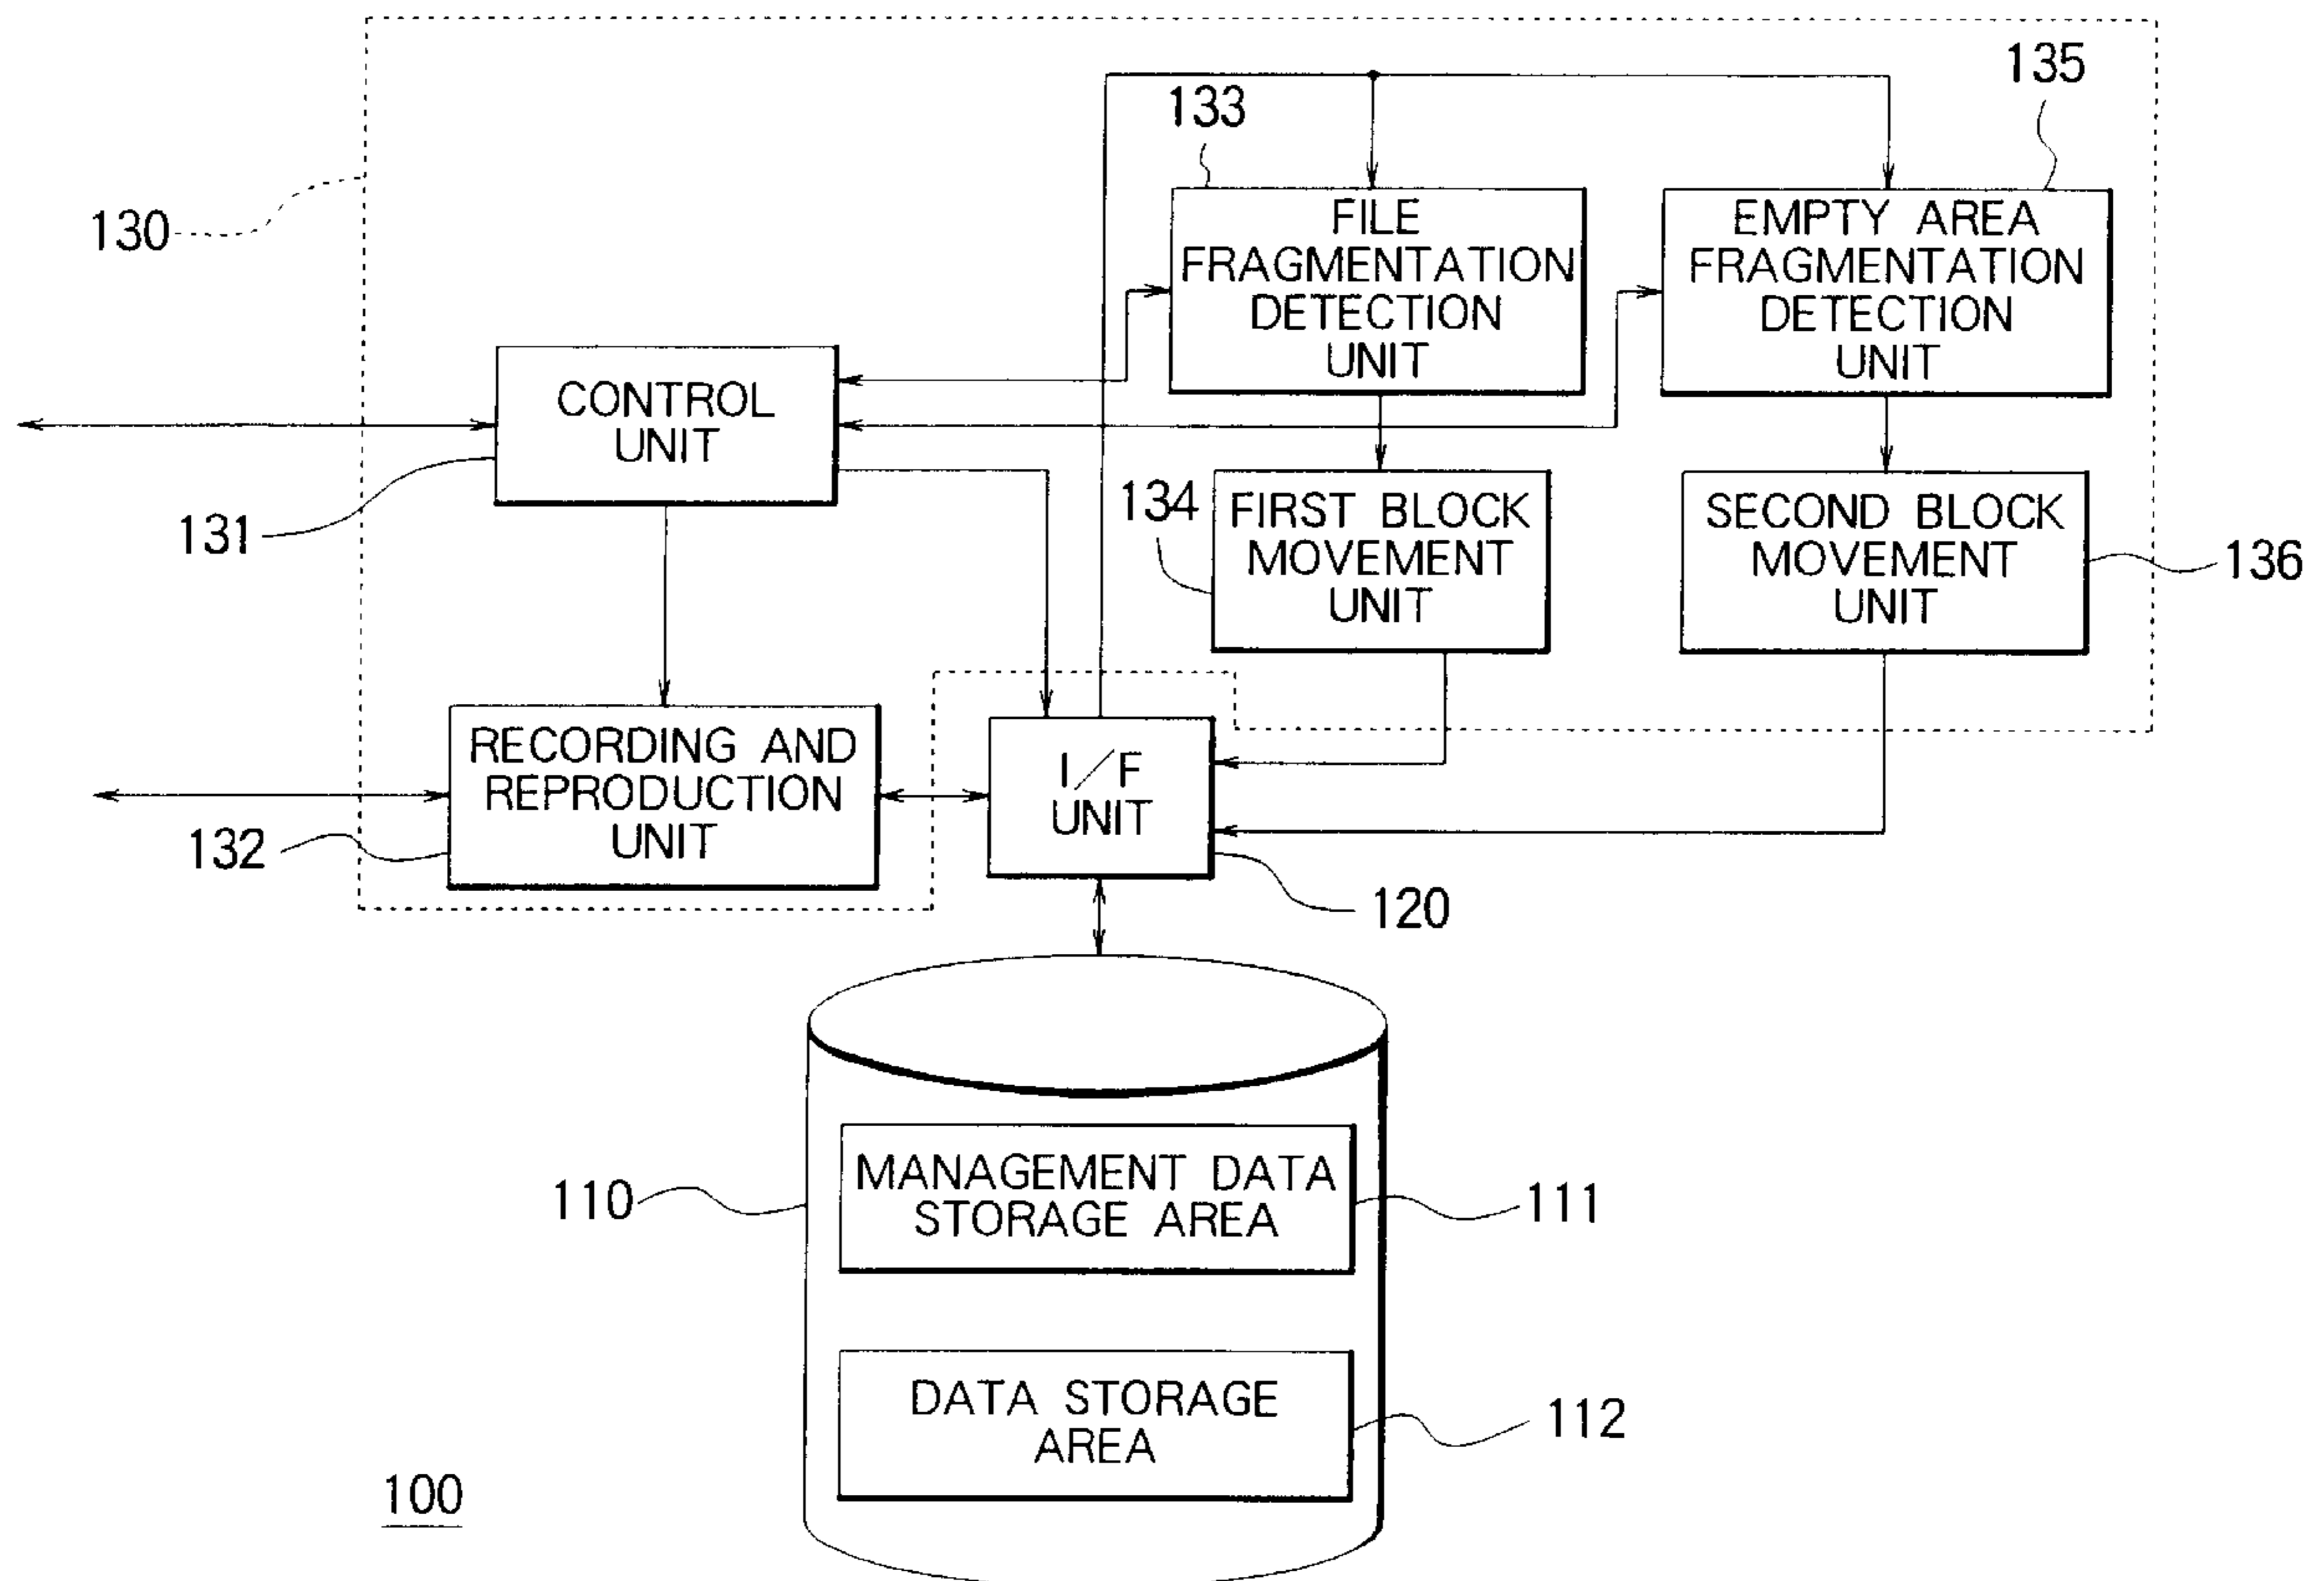 135
133
130
FILE
FRAGMENTATION
DETECTION
UNIT
EMPTY AREA
FRAGMENTATION
DETECTION
UNIT
CONTROL
UNIT
131
134
FIRST BLOCK
MOVEMENT
UNIT
SECOND BLOCK
MOVEMENT
UNIT
136
RECORDING AND
REPRODUCTION
UNIT
132
I/F
UNIT
120
110
MANAGEMENT DATA
STORAGE AREA
111
DATA STORAGE
AREA
112
100